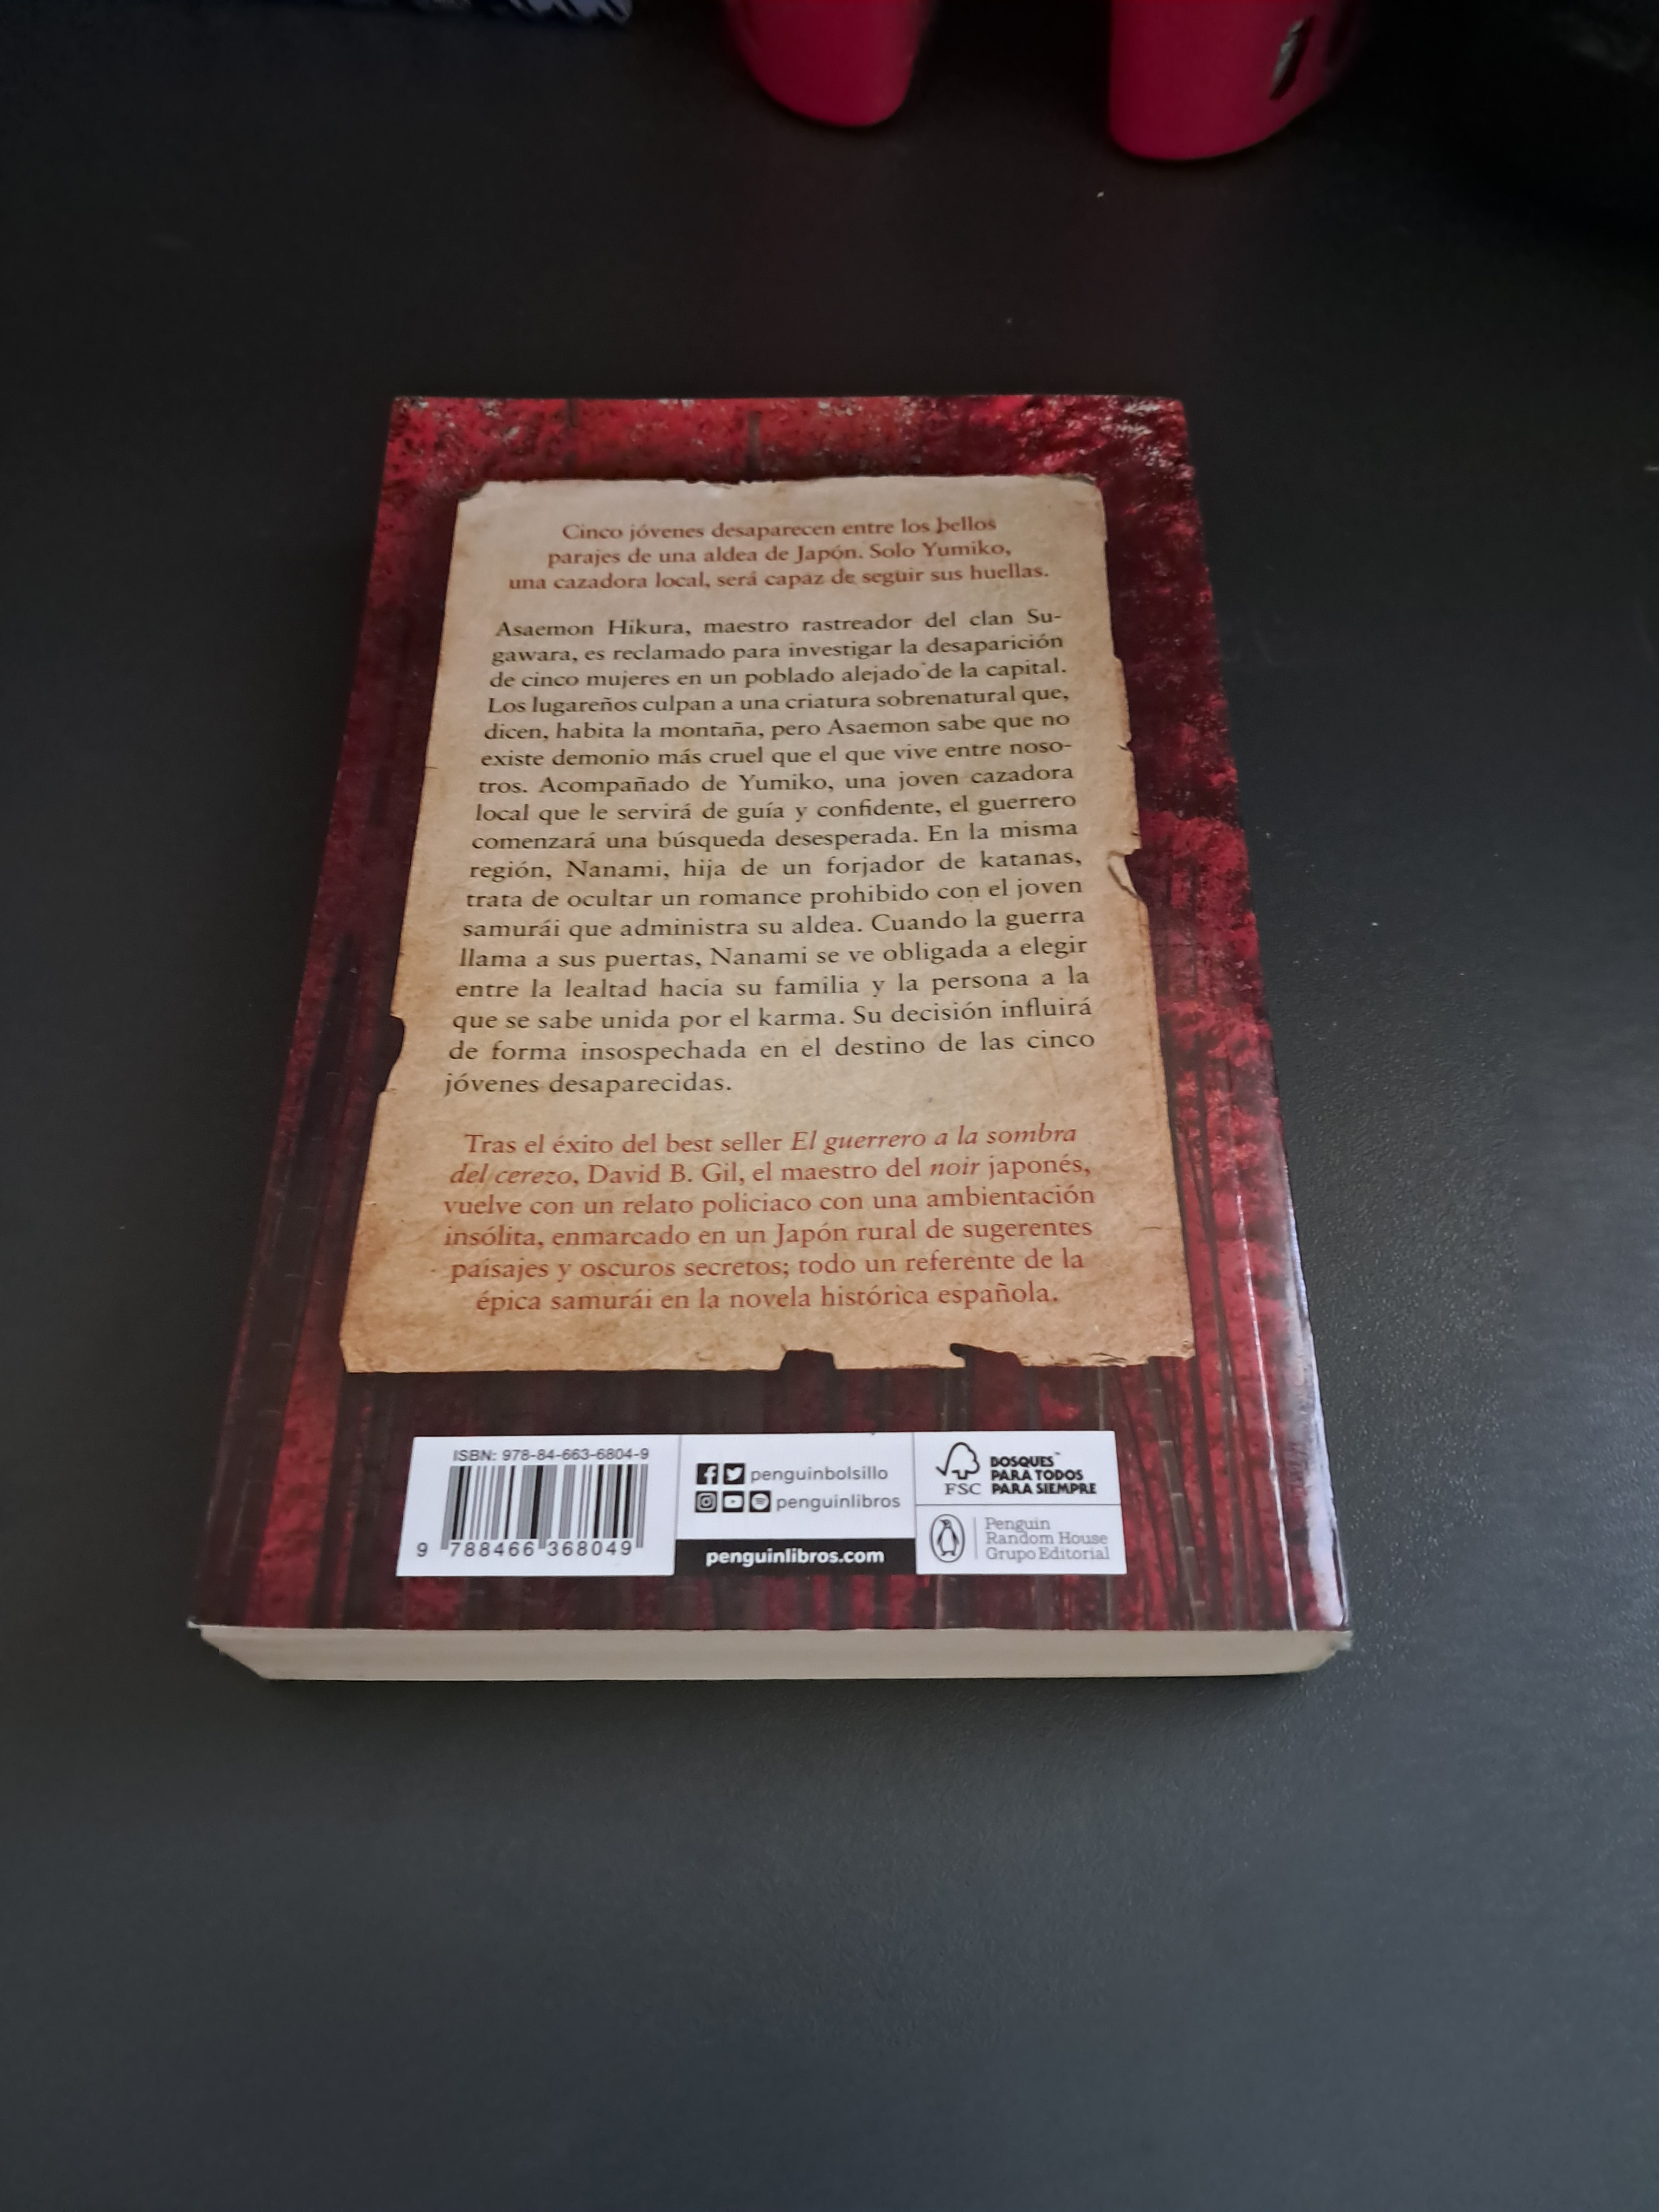 Cinco jóvenes desaparecen entre los bellos
parajes de una aldea de Japón. Solo Yumiko,
una cazadora local, será capaz de seguir sus huellas.
Asaemon Hikura, maestro rastreador del clan Su-
gawara, es reclamado para investigar la desaparición
de cinco mujeres en un poblado alejado de la capital.
Los lugareños culpan a una criatura sobrenatural que,
dicen, habita la montaña, pero Asaemon sabe que no
existe demonio más cruel que el que vive entre noso-
tros. Acompañado de Yumiko, una joven cazadora
local que le servirá de guía y confidente, el guerrero
comenzará una búsqueda desesperada. En la misma
región, Nanami, hija de un forjador de katanas,
trata de ocultar un romance prohibido con el joven
samurái que administra su aldea. Cuando la guerra
llama a sus puertas, Nanami se ve obligada a elegir
entre la lealtad hacia su familia y la persona a la
que se sabe unida por el karma. Su decisión influirá
de forma insospechada en el destino de las cinco
jóvenes desaparecidas.
Tras el éxito del best seller El guerrero a la sombra
del cerezo, David B. Gil, el maestro del noir japonés,
vuelve con un relato policiaco con una ambientación
insólita, enmarcado en un Japón rural de sugerentes
paisajes y oscuros secretos; todo un referente de la
épica samurái en la novela histórica española.
ISBN: 978-84-663-6804-9
9 788466 368049
penguinbolsillo
penguinlibros
penguinlibros.com
FSC
BOSQUES™
PARA TODOS
PARA SIEMPRE
Penguin
Random House
Grupo Editorial